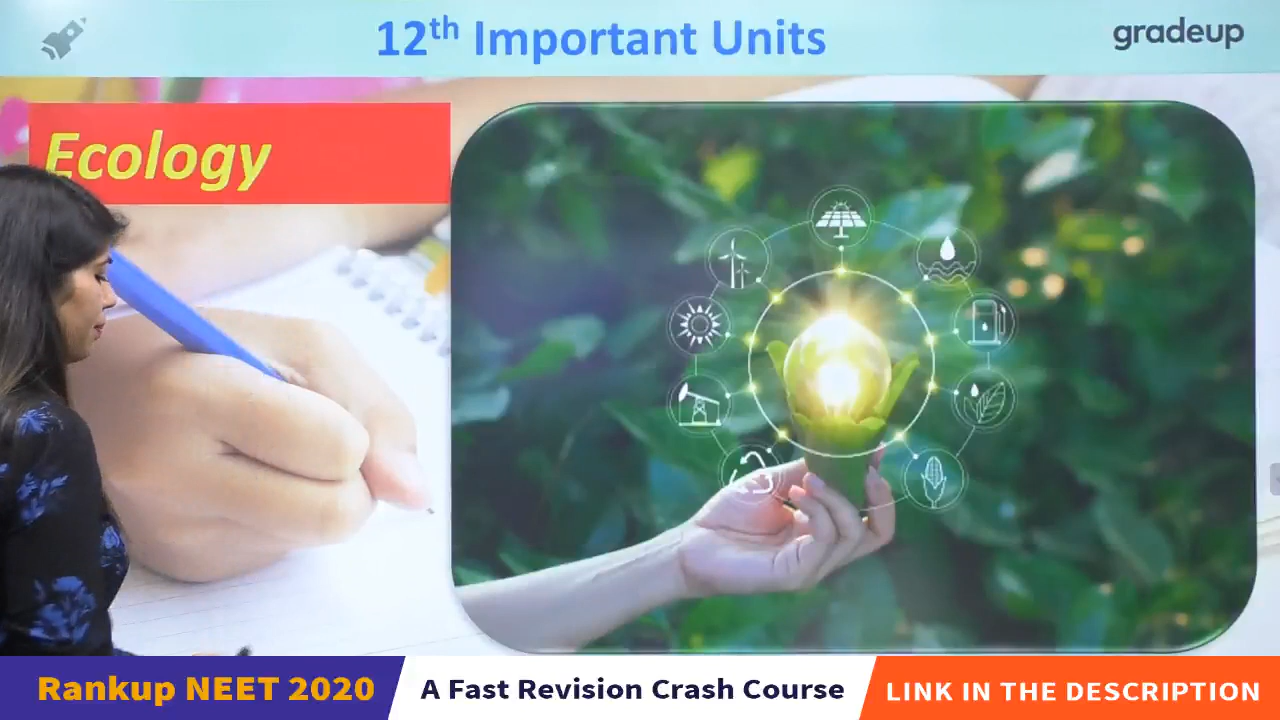 12th Important Units
gradeup
Ecology
Rankup NEET 2020
A Fast Revision Crash Course
LINK IN THE DESCRIPTION